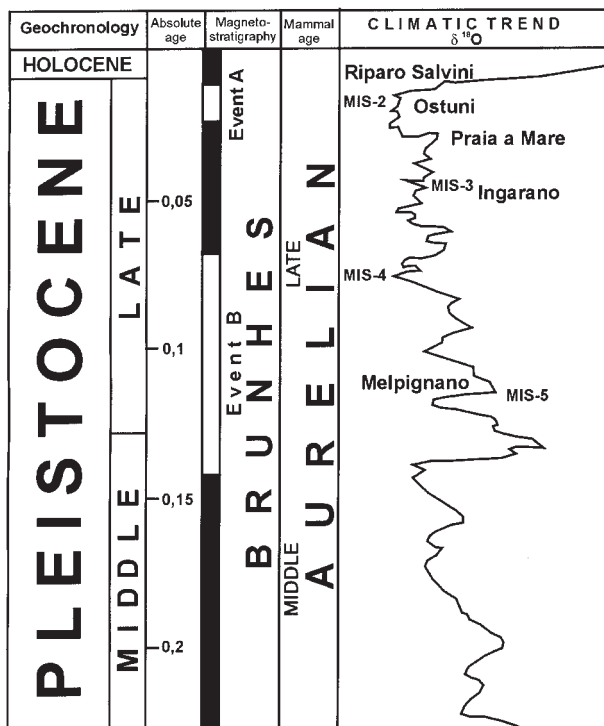 Geochronology
Absolute
age
Magneto-
stratigraphy
Mammal
age
CLIMATIC TREND
δ 18O
HOLOCENE
PLEISTOCENE
LATE
MIDDLE
0,05
0,1
0,15
0,2
Event A
Event B
BRUNHES
LATE
MIDDLE
AURELIAN
Riparo Salvini
MIS-2
Ostuni
Praia a Mare
MIS-3
Ingarano
MIS-4
Melpignano
MIS-5